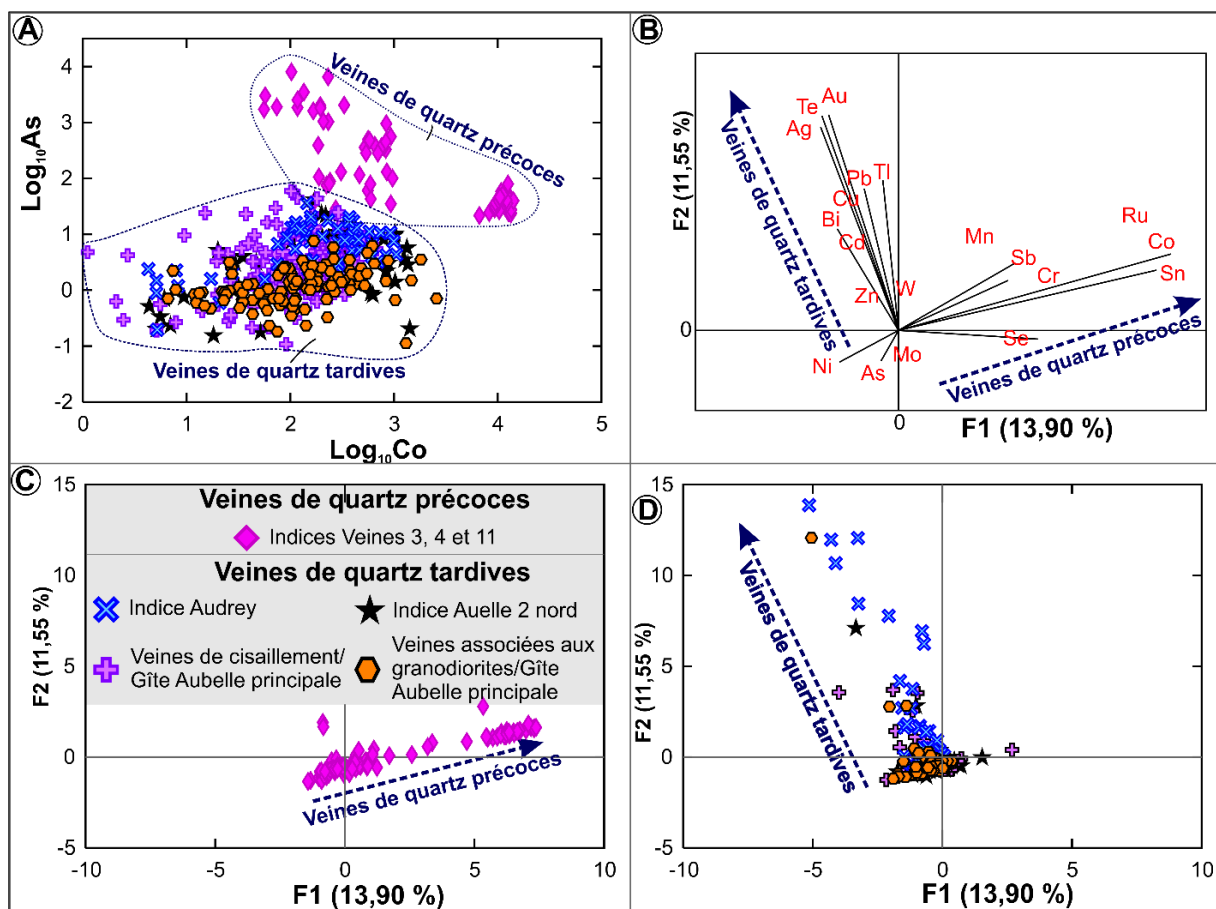 A
Log10As
4
3
2
1
0
-1
-2
0
1
2
3
4
5
Log10Co
Veines de quartz précoces
Veines de quartz tardives
B
F2 (11,55 %)
0
0
F1 (13,90 %)
Te
Au
Ag
Pb
Tl
Cu
Bi
Cd
Zn
W
Mn
Sb
Cr
Ru
Co
Sn
Se
Mo
As
Ni
Veines de quartz tardives
Veines de quartz précoces
C
F2 (11,55 %)
15
10
5
0
-5
-10
-5
0
5
10
F1 (13,90 %)
Veines de quartz précoces
Indices Veines 3, 4 et 11
Veines de quartz tardives
Indice Audrey
Indice Auelle 2 nord
Veines de cisaillement/
Gîte Aubelle principale
Veines associées aux
granodiorites/Gîte
Aubelle principale
Veines de quartz précoces
D
F2 (11,55 %)
15
10
5
0
-5
-10
-5
0
5
10
F1 (13,90 %)
Veines de quartz tardives